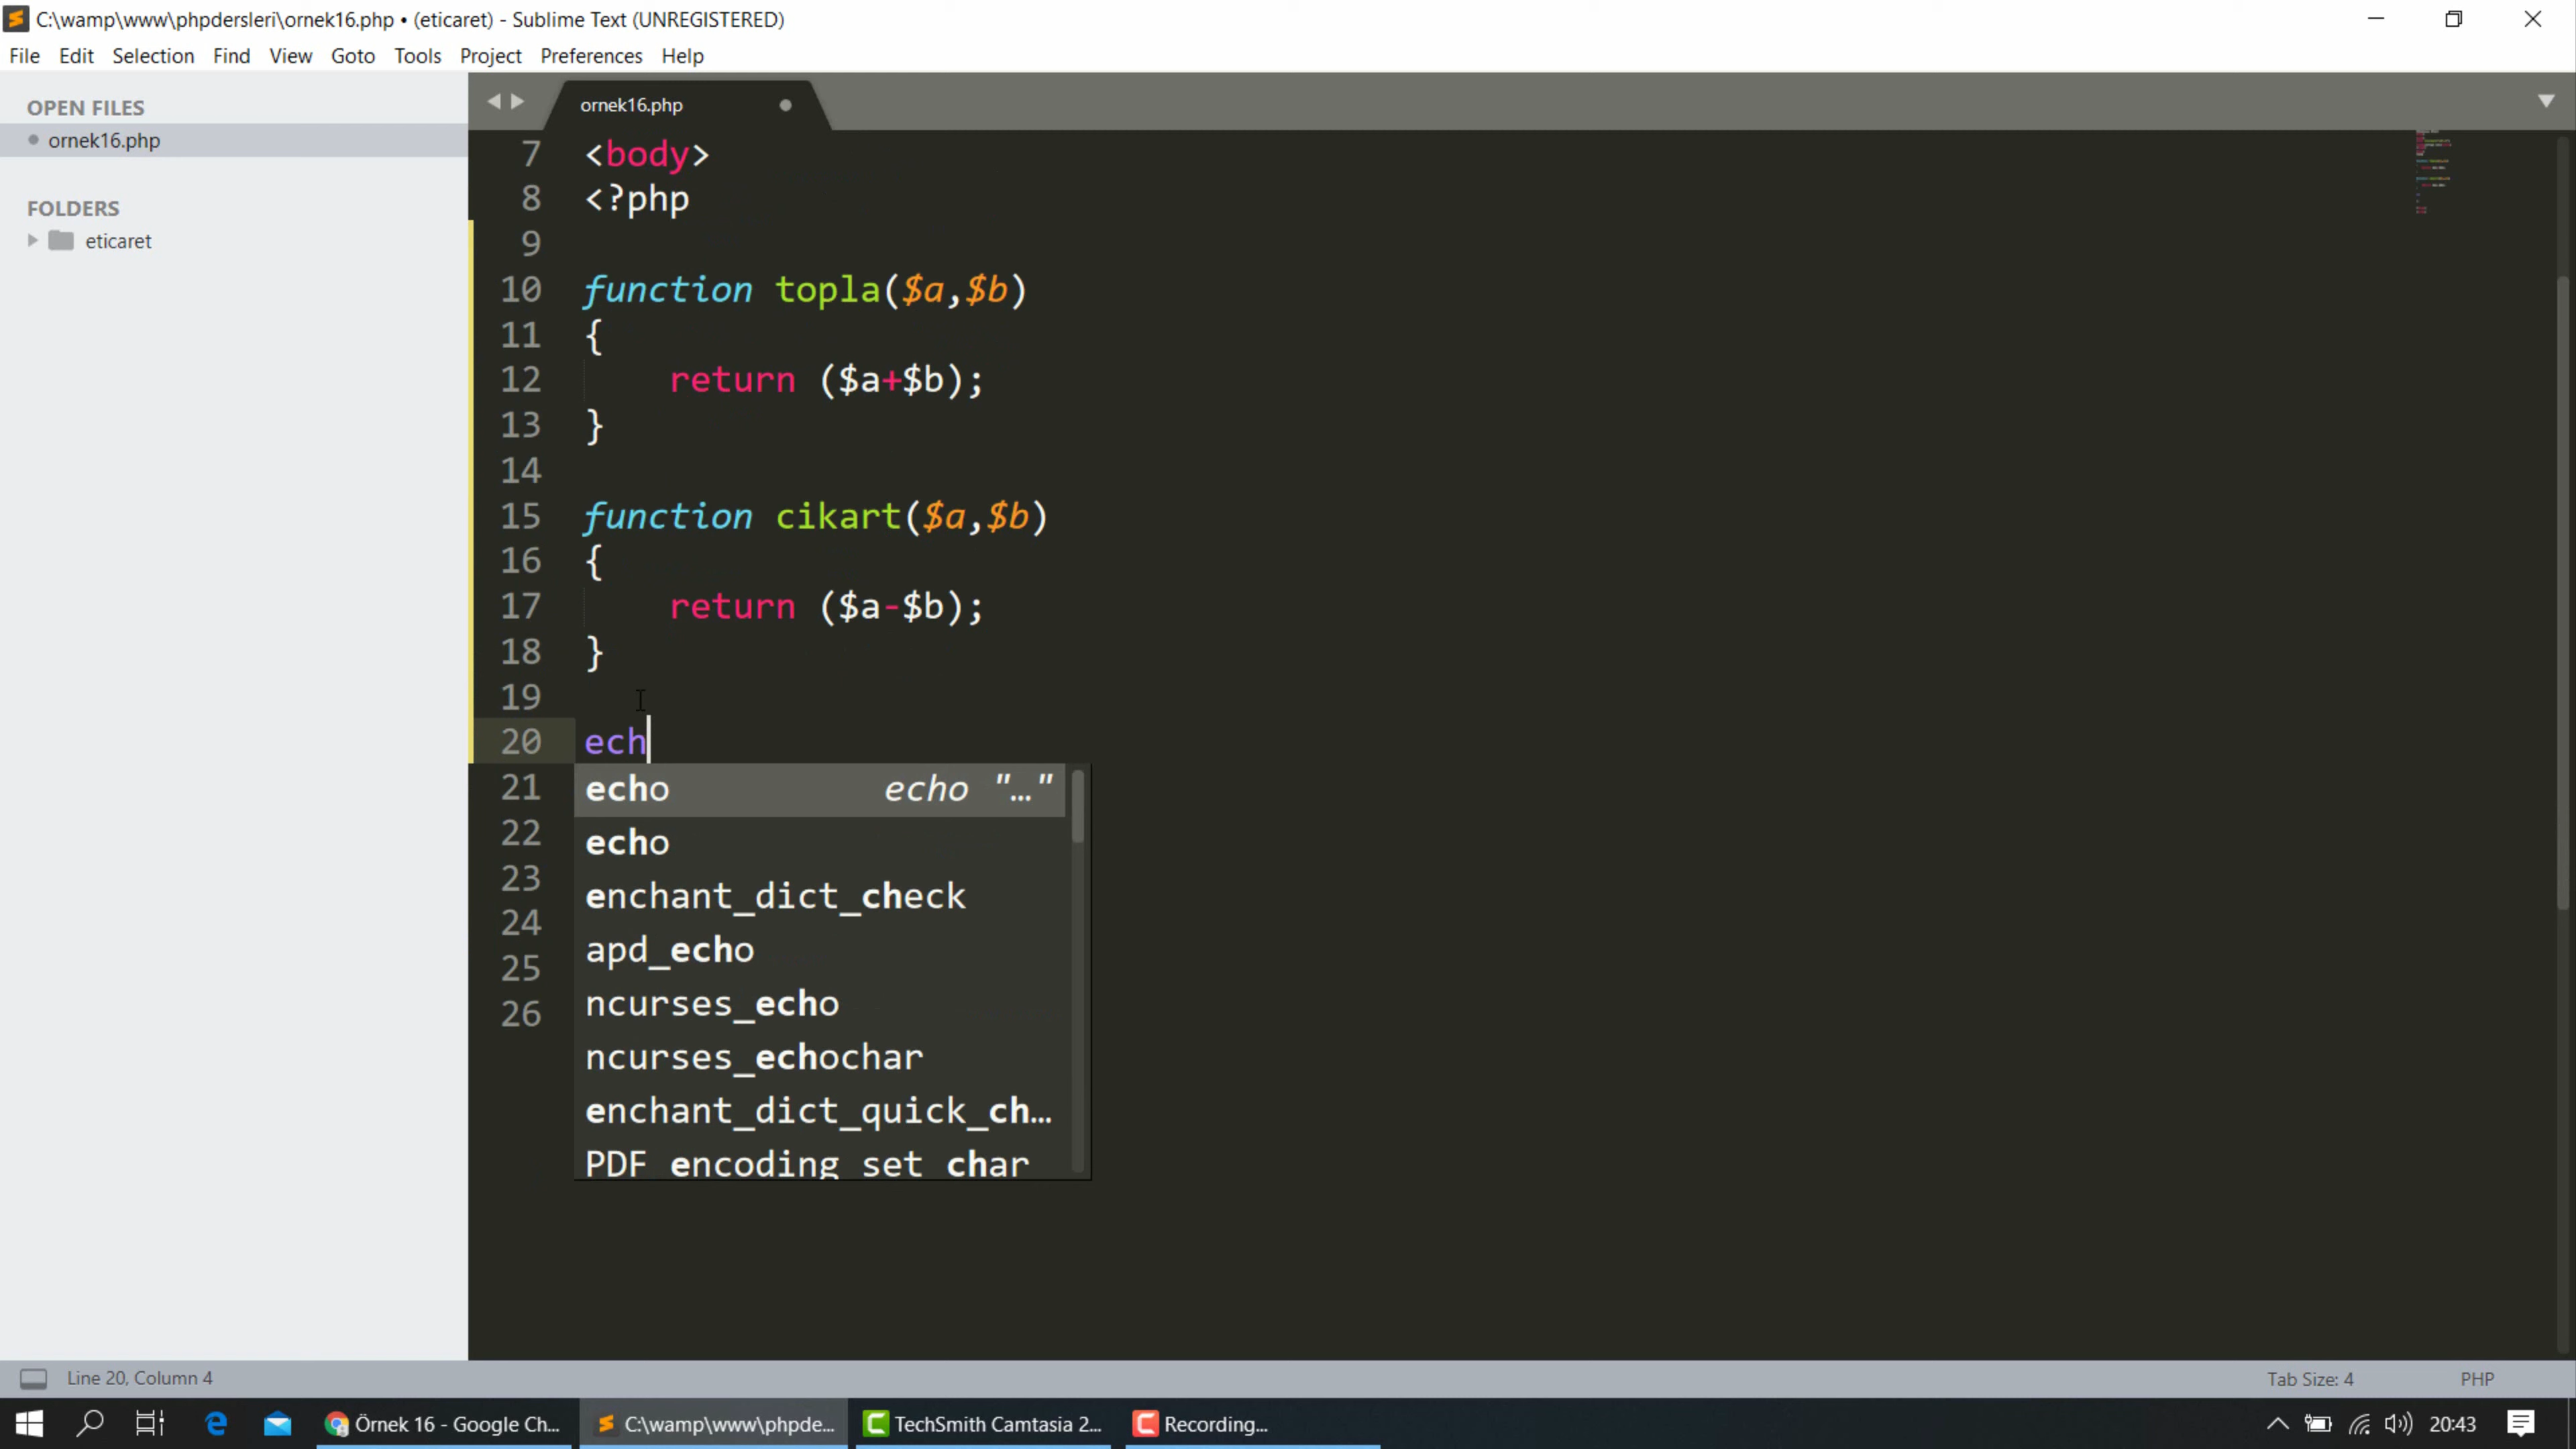 C:\wamp\www\phpdersleri\ornek16.php • (eticaret) - Sublime Text (UNREGISTERED)
File Edit Selection Find View Goto Tools Project Preferences Help
OPEN FILES
ornek16.php
FOLDERS
eticaret
ornek16.php
7 <body>
8 <?php
9
10 function topla($a,$b)
11 {
12 return ($a+$b);
13 }
14
15 function cikart($a,$b)
16 {
17 return ($a-$b);
18 }
19
20 ech
21
22
23
24
25
26
echo echo "…"
echo
enchant_dict_check
apd_echo
ncurses_echo
ncurses_echochar
enchant_dict_quick_ch…
PDF_encoding_set_char
Line 20, Column 4
Tab Size: 4
PHP
Örnek 16 - Google Ch...
C:\wamp\www\phpde...
TechSmith Camtasia 2...
Recording...
20:43